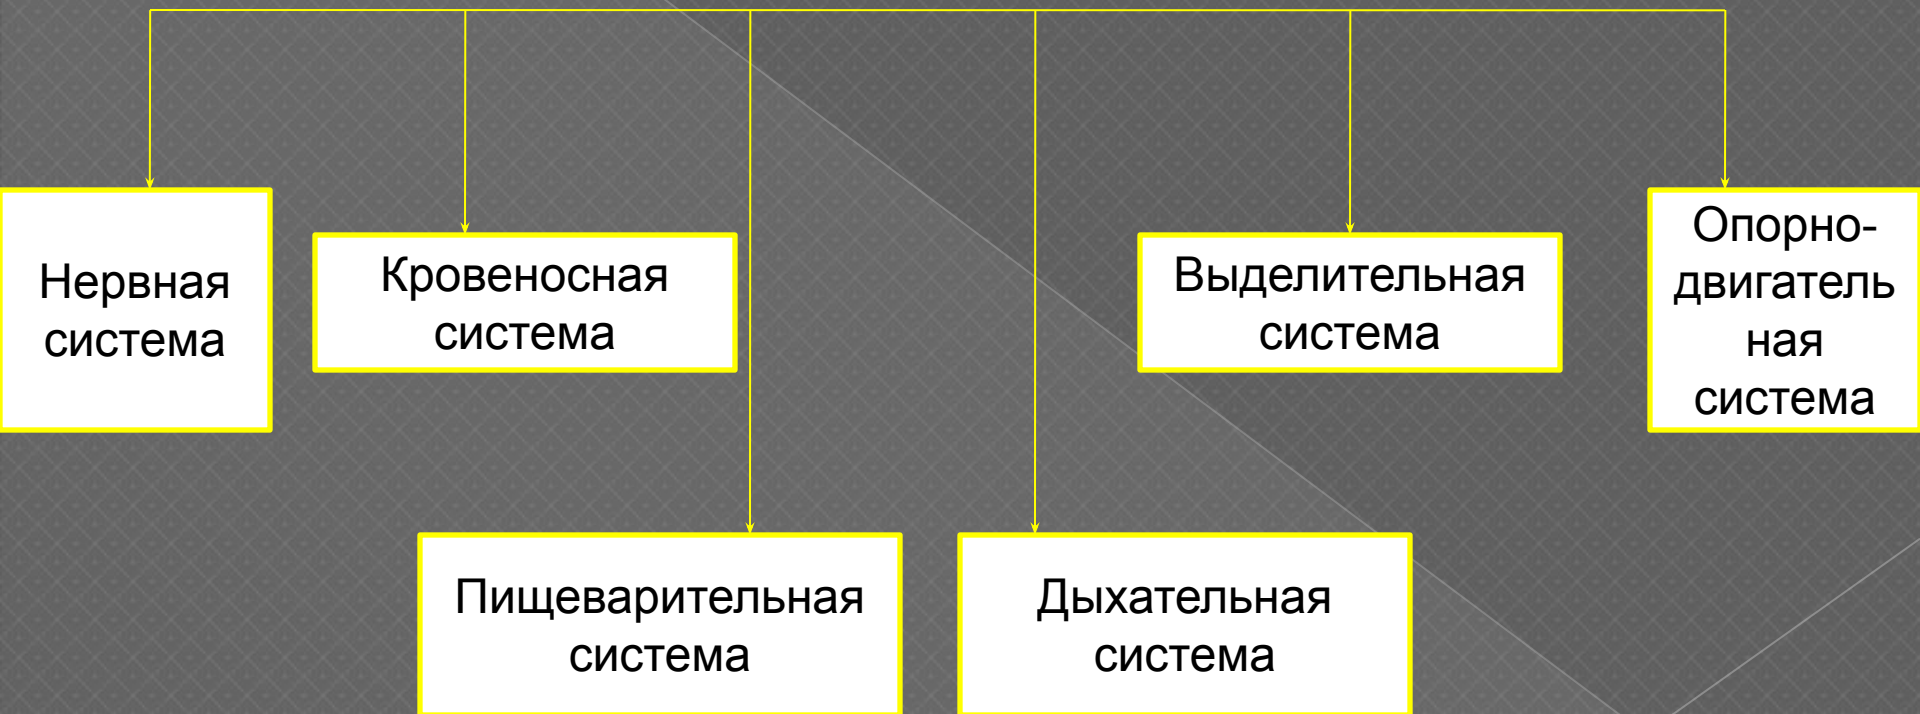 Нервная
система
Кровеносная
система
Выделительная
система
Опорно-
двигатель
ная
система
Пищеварительная
система
Дыхательная
система